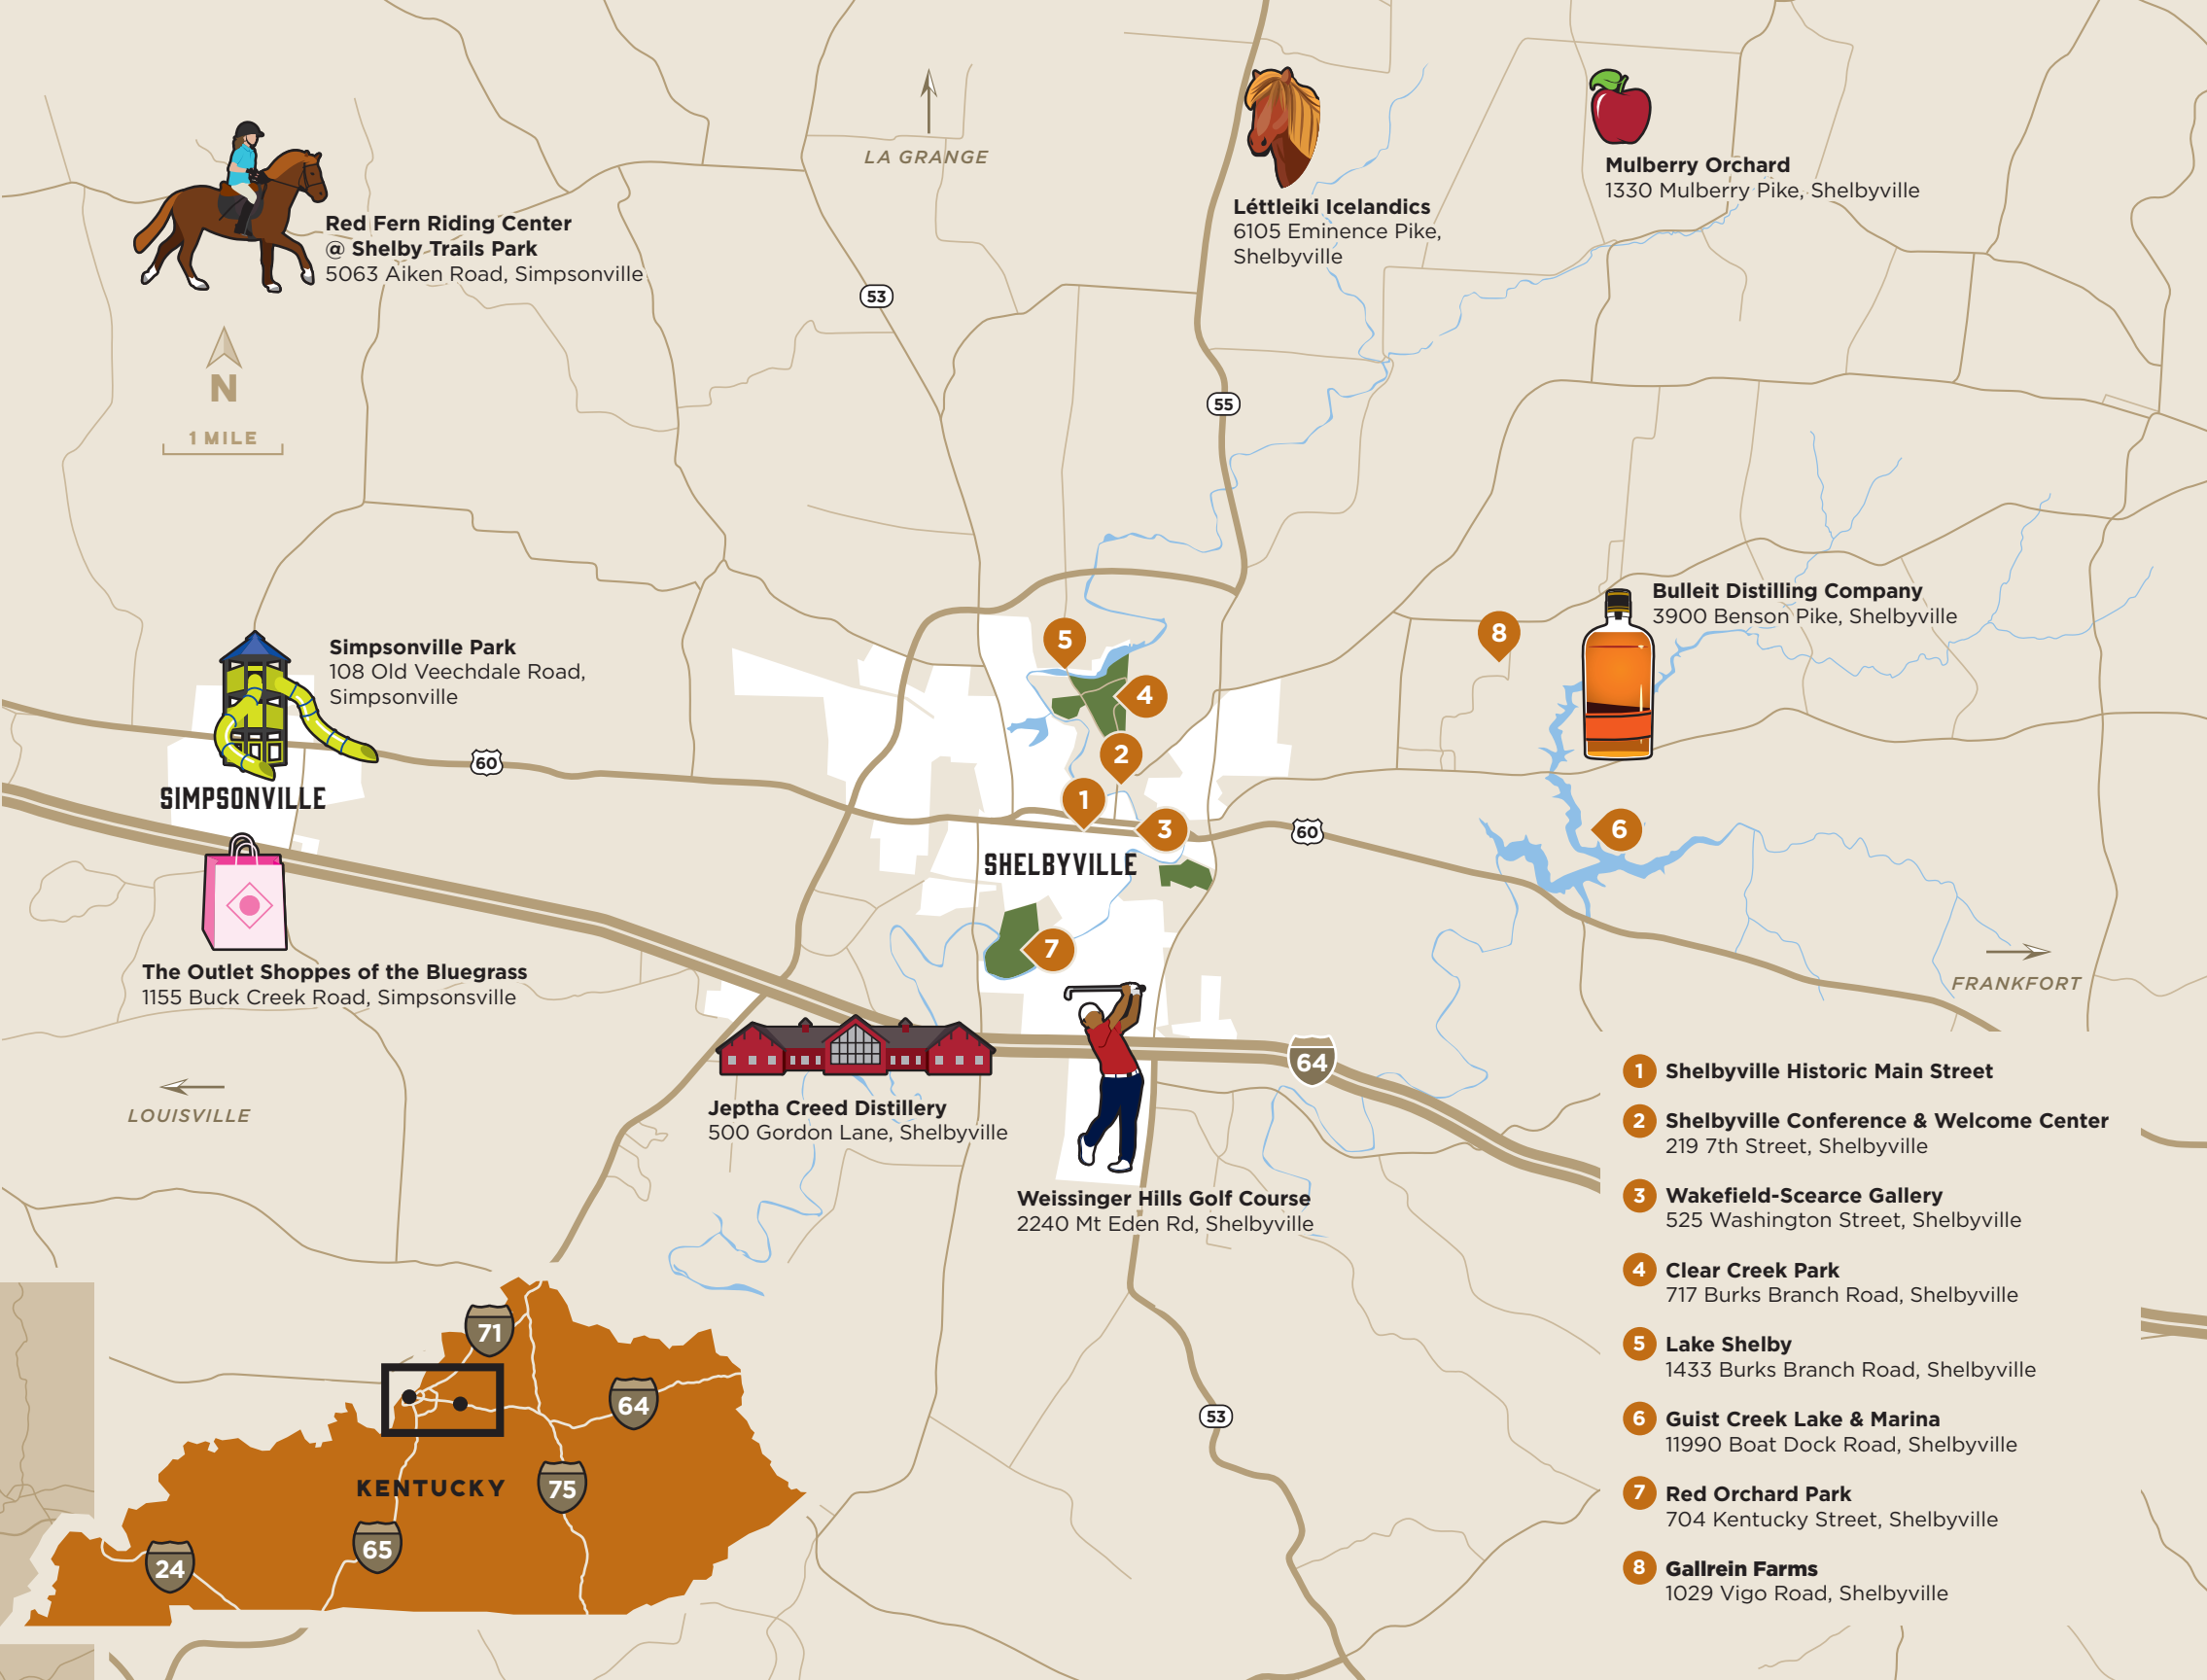 LA GRANGE
Mulberry Orchard
1330 Mulberry Pike, Shelbyville
Léttleiki Icelandics
6105 Eminence Pike,
Shelbyville
Red Fern Riding Center
@ Shelby Trails Park
5063 Aiken Road, Simpsonville
53
N
1 MILE
55
Bulleit Distilling Company
3900 Benson Pike, Shelbyville
8
5
Simpsonville Park
108 Old Veechdale Road,
Simpsonville
4
2
60
SIMPSONVILLE
1
3
60
6
SHELBYVILLE
7
The Outlet Shoppes of the Bluegrass
1155 Buck Creek Road, Simpsonsville
FRANKFORT
64
LOUISVILLE
Jeptha Creed Distillery
500 Gordon Lane, Shelbyville
Weissinger Hills Golf Course
2240 Mt Eden Rd, Shelbyville
53
1 Shelbyville Historic Main Street
2 Shelbyville Conference & Welcome Center
219 7th Street, Shelbyville
3 Wakefield-Scearce Gallery
525 Washington Street, Shelbyville
4 Clear Creek Park
717 Burks Branch Road, Shelbyville
5 Lake Shelby
1433 Burks Branch Road, Shelbyville
6 Guist Creek Lake & Marina
11990 Boat Dock Road, Shelbyville
7 Red Orchard Park
704 Kentucky Street, Shelbyville
8 Gallrein Farms
1029 Vigo Road, Shelbyville
71
64
KENTUCKY
75
65
24